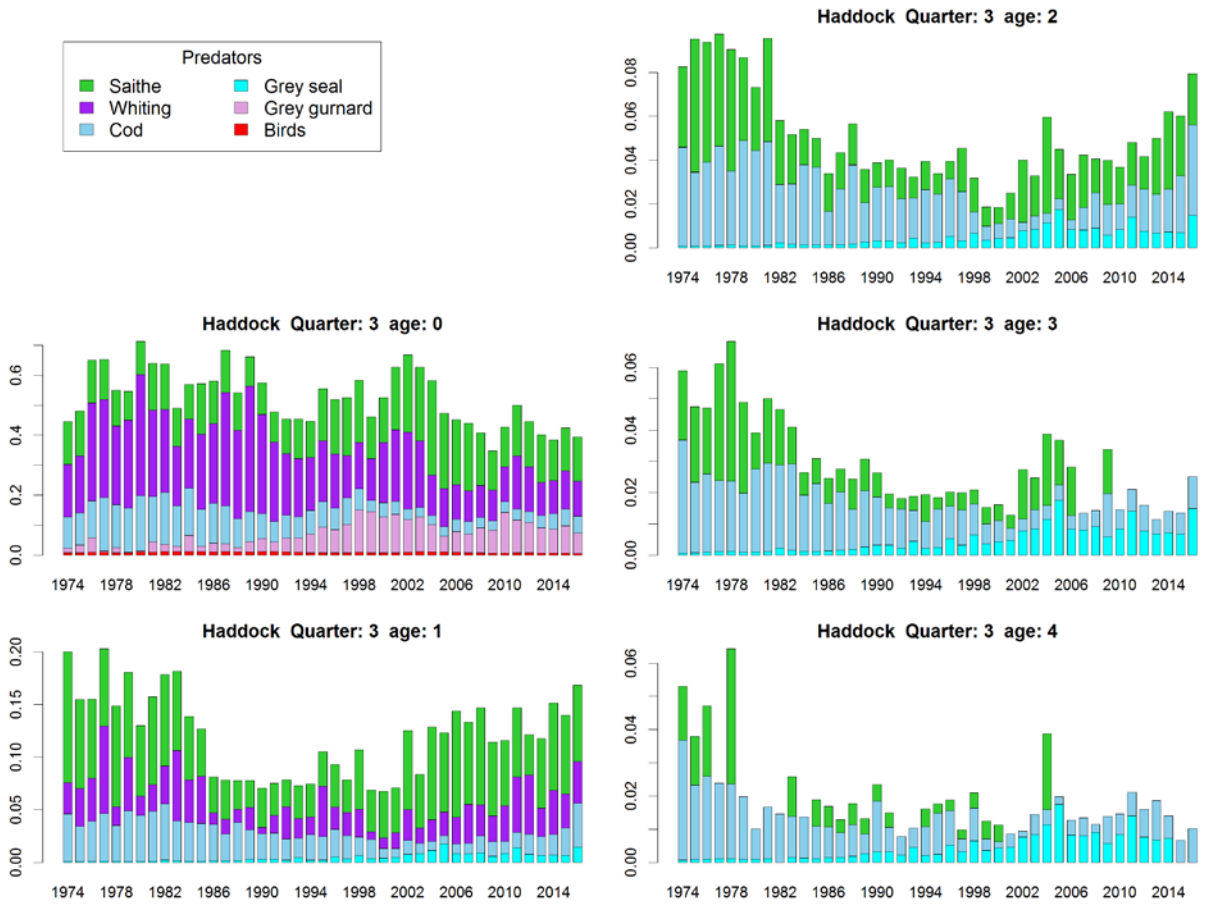 Predators
Saithe
Grey seal
Whiting
Grey gurnard
Cod
Birds
Haddock Quarter: 3 age: 2
0.08
0.06
0.04
0.02
0.00
1974 1978 1982 1986 1990 1994 1998 2002 2006 2010 2014
Haddock Quarter: 3 age: 0
0.6
0.4
0.2
0.0
1974 1978 1982 1986 1990 1994 1998 2002 2006 2010 2014
Haddock Quarter: 3 age: 3
0.06
0.04
0.02
0.00
1974 1978 1982 1986 1990 1994 1998 2002 2006 2010 2014
Haddock Quarter: 3 age: 1
0.20
0.15
0.10
0.05
0.00
1974 1978 1982 1986 1990 1994 1998 2002 2006 2010 2014
Haddock Quarter: 3 age: 4
0.06
0.04
0.02
0.00
1974 1978 1982 1986 1990 1994 1998 2002 2006 2010 2014